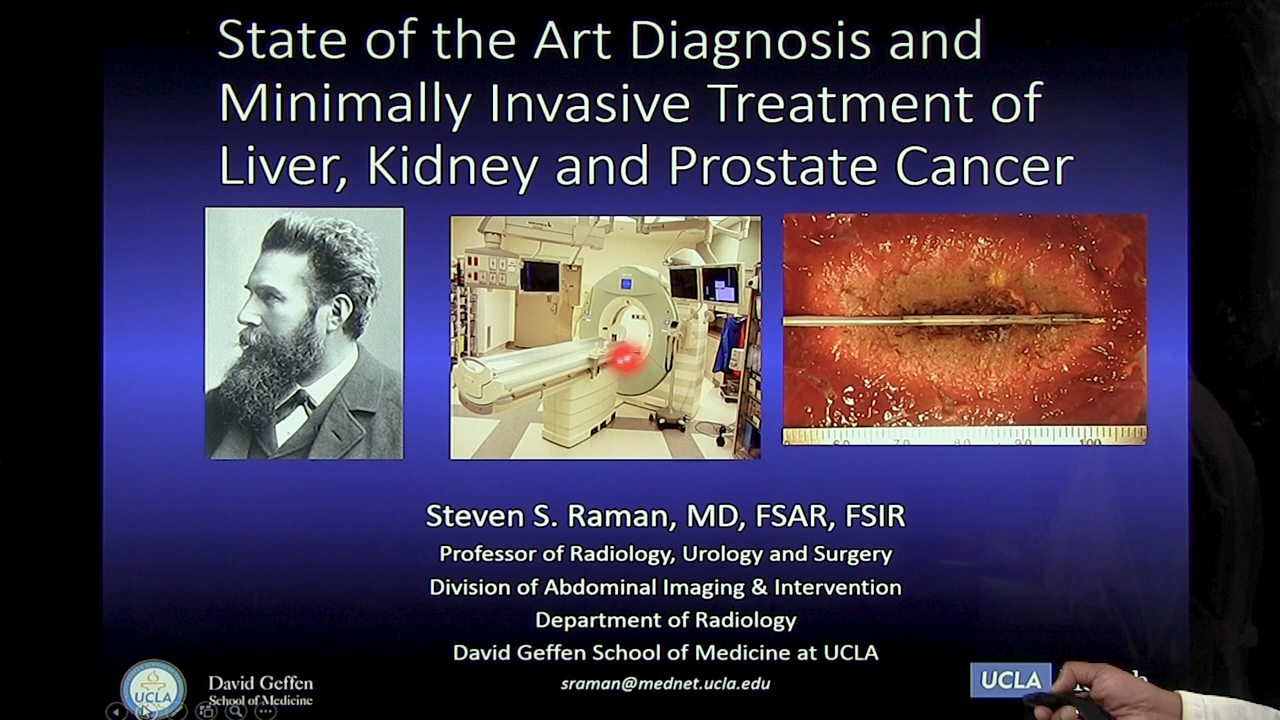 State of the Art Diagnosis and
Minimally Invasive Treatment of
Liver, Kidney and Prostate Cancer
Steven S. Raman, MD, FSAR, FSIR
Professor of Radiology, Urology and Surgery
Division of Abdominal Imaging & Intervention
Department of Radiology
David Geffen School of Medicine at UCLA
sraman@mednet.ucla.edu
UCLA
David Geffen
School of Medicine
UCLA